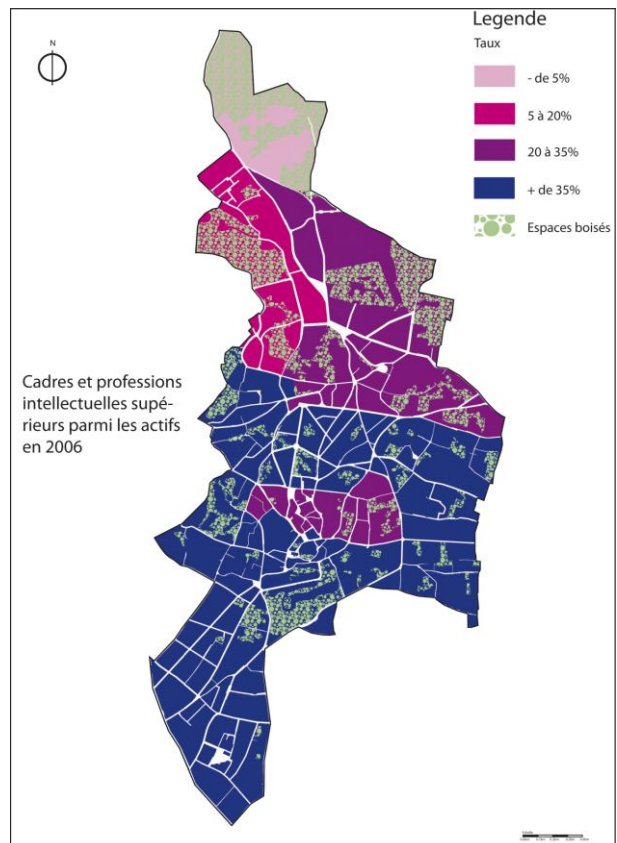 Legende
Taux
N
- de 5%
5 à 20%
20 à 35%
+ de 35%
Espaces boisés
Cadres et professions
intellectuelles supé-
rieurs parmi les actifs
en 2006